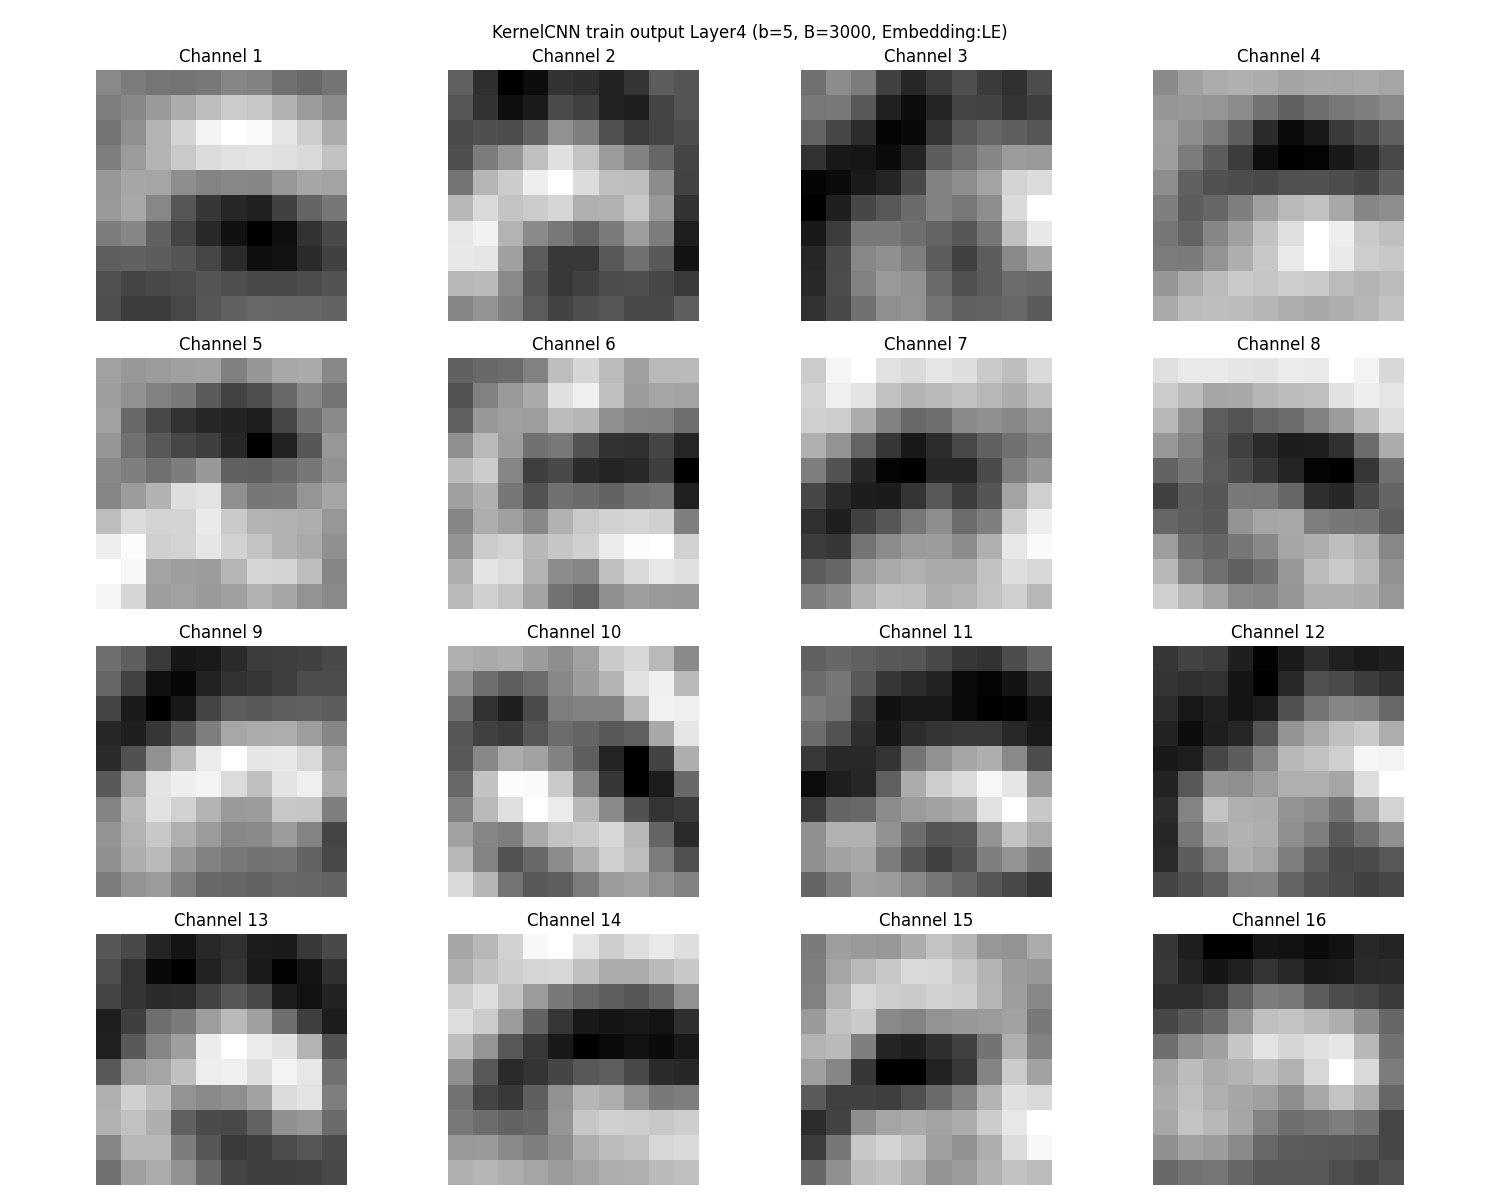 KernelCNN train output Layer4 (b=5, B=3000, Embedding:LE)
Channel 1
Channel 2
Channel 3
Channel 4
Channel 5
Channel 6
Channel 7
Channel 8
Channel 9
Channel 10
Channel 11
Channel 12
Channel 13
Channel 14
Channel 15
Channel 16